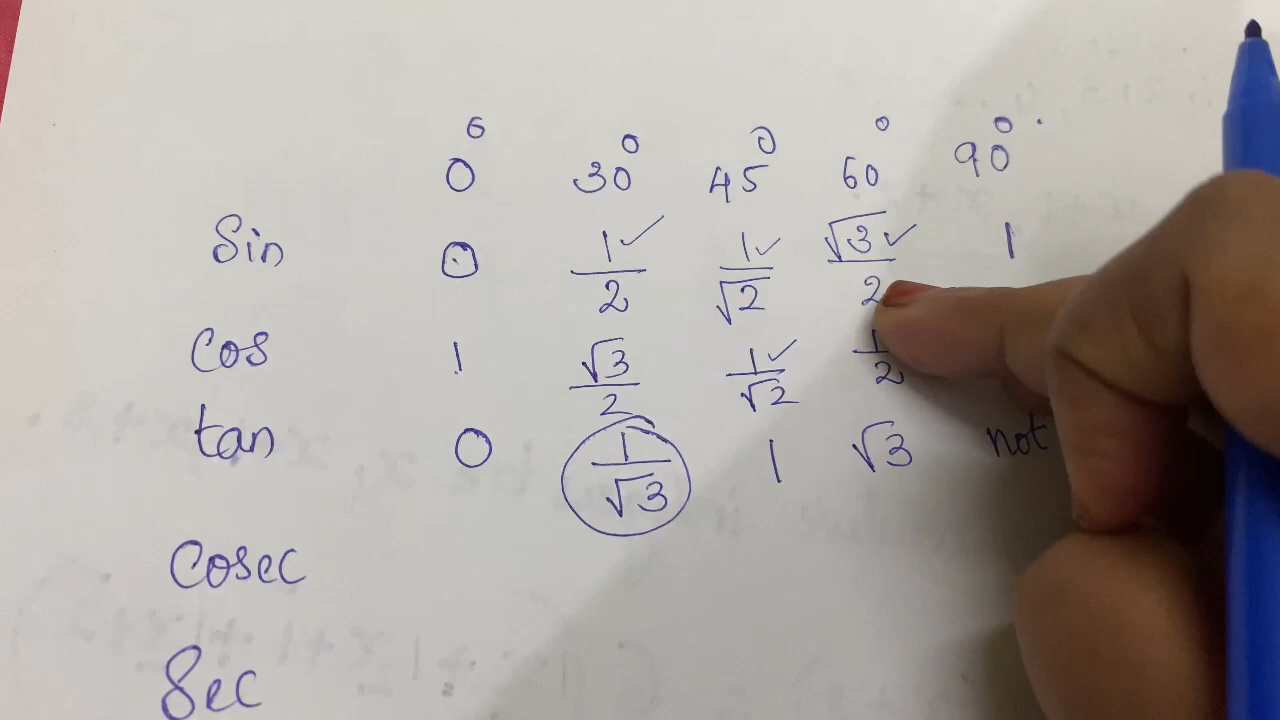 0° 30° 45° 60° 90°
Sin 0 1/2 1/√2 √3/2 1
cos 1 √3/2 1/√2 1/2
tan 0 1/√3 1 √3 not
Cosec
Sec